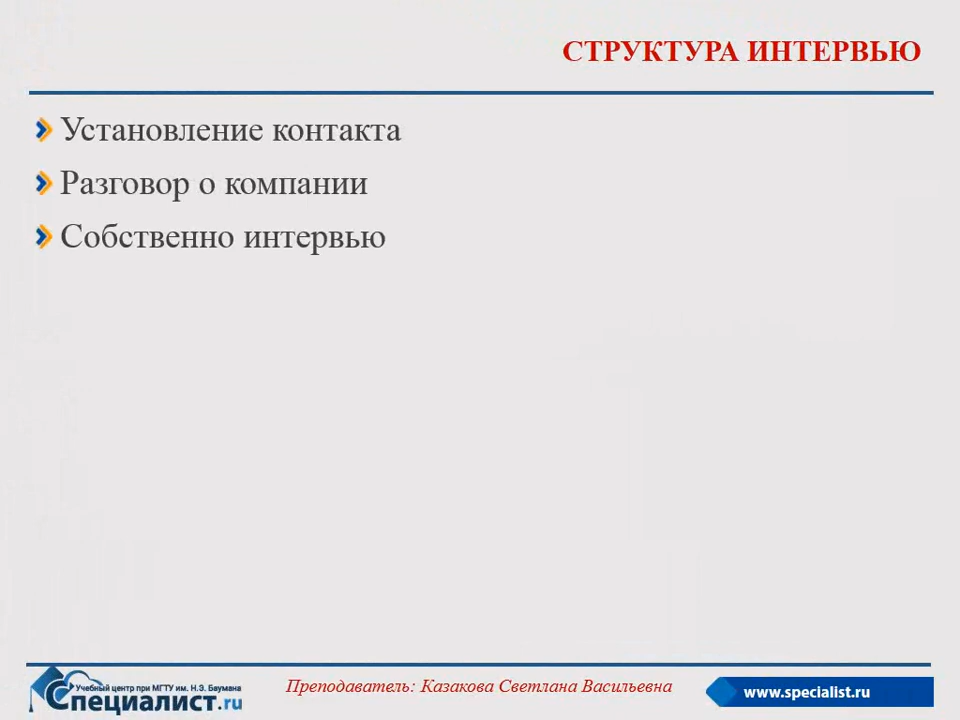 СТРУКТУРА ИНТЕРВЬЮ
Установление контакта
Разговор о компании
Собственно интервью
Учебный центр при МГТУ им. Н.Э. Баумана
Специалист.ru
Преподаватель: Казакова Светлана Васильевна
www.specialist.ru